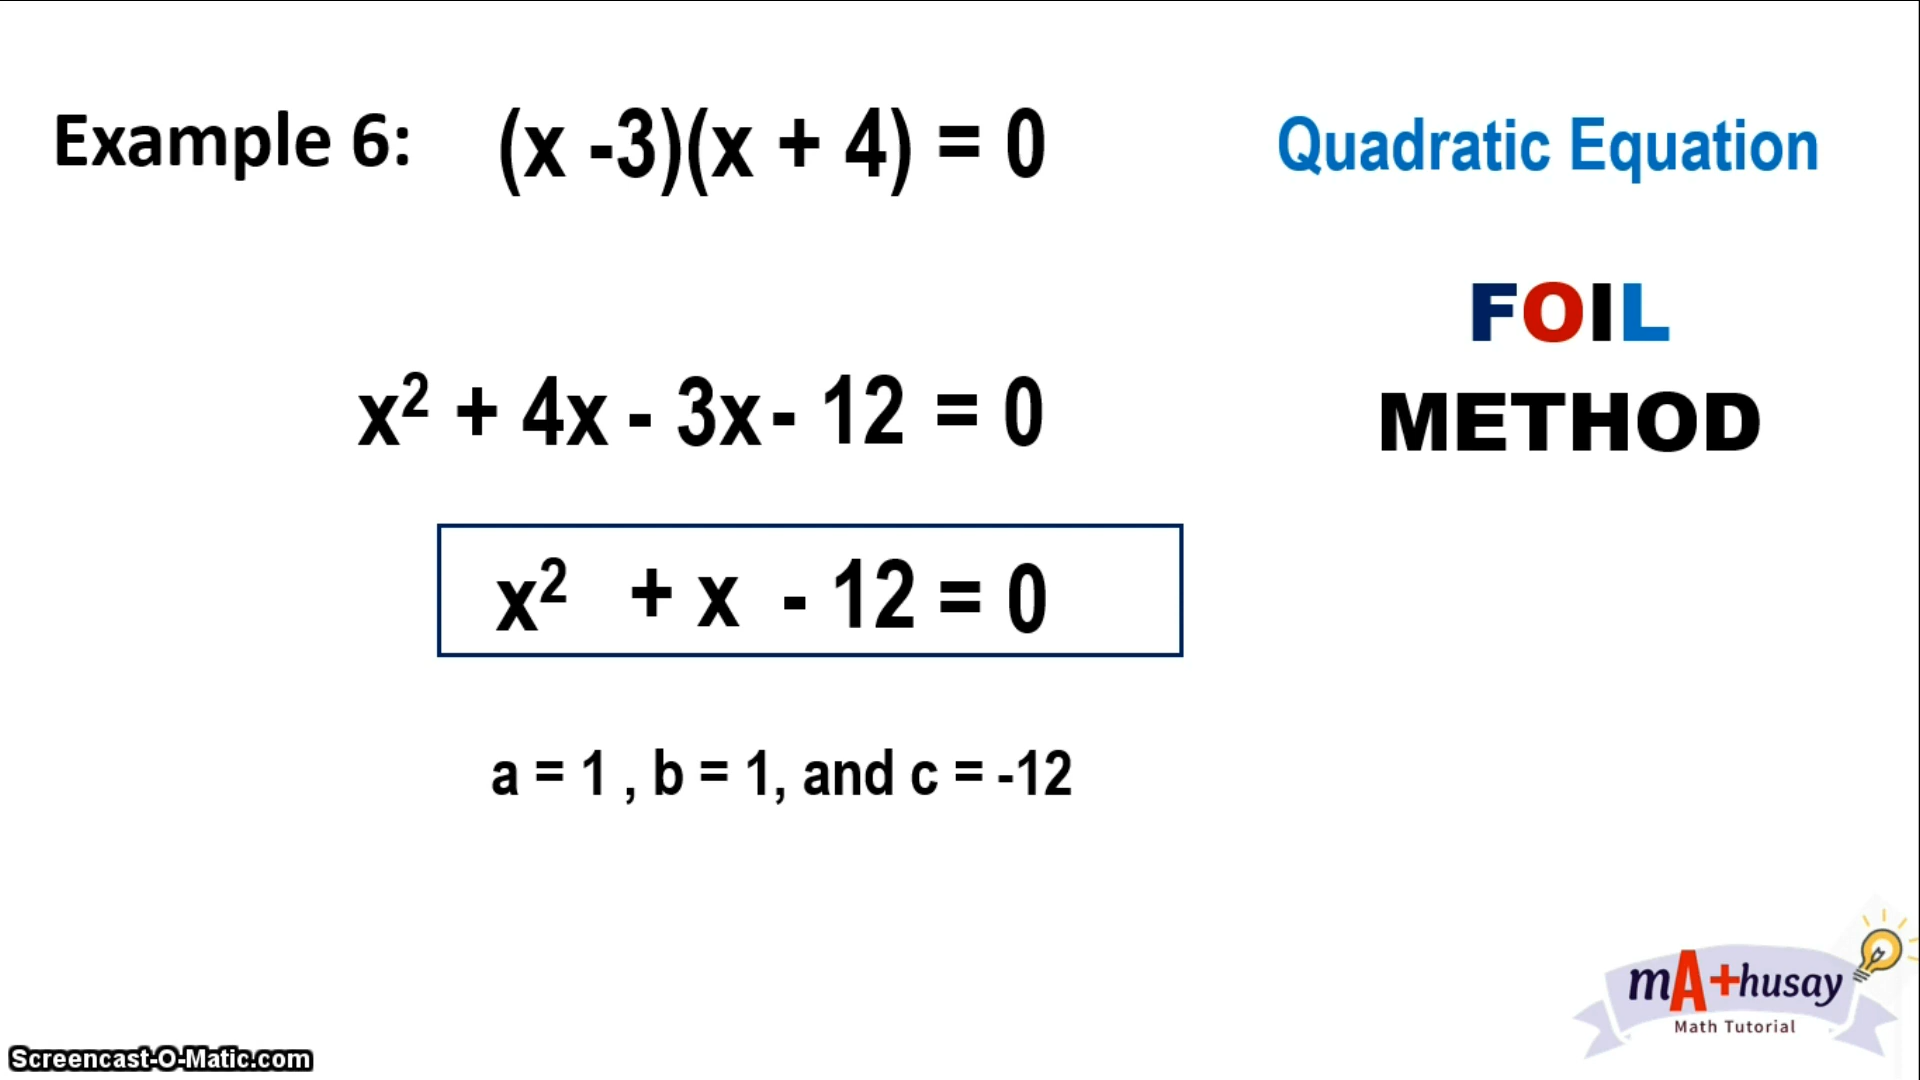 Example 6: (x -3)(x + 4) = 0 Quadratic Equation
FOIL
METHOD
x² + 4x - 3x - 12 = 0
x² + x - 12 = 0
a = 1 , b = 1, and c = -12
mA+husay
Math Tutorial
Screencast-O-Matic.com